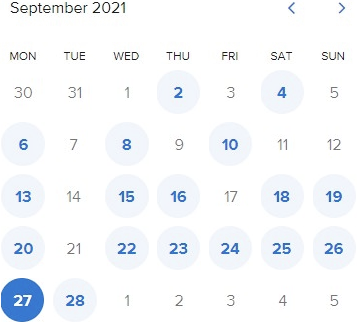 September 2021
MON TUE WED THU FRI SAT SUN
30 31 1 2 3 4 5
6 7 8 9 10 11 12
13 14 15 16 17 18 19
20 21 22 23 24 25 26
27 28 1 2 3 4 5